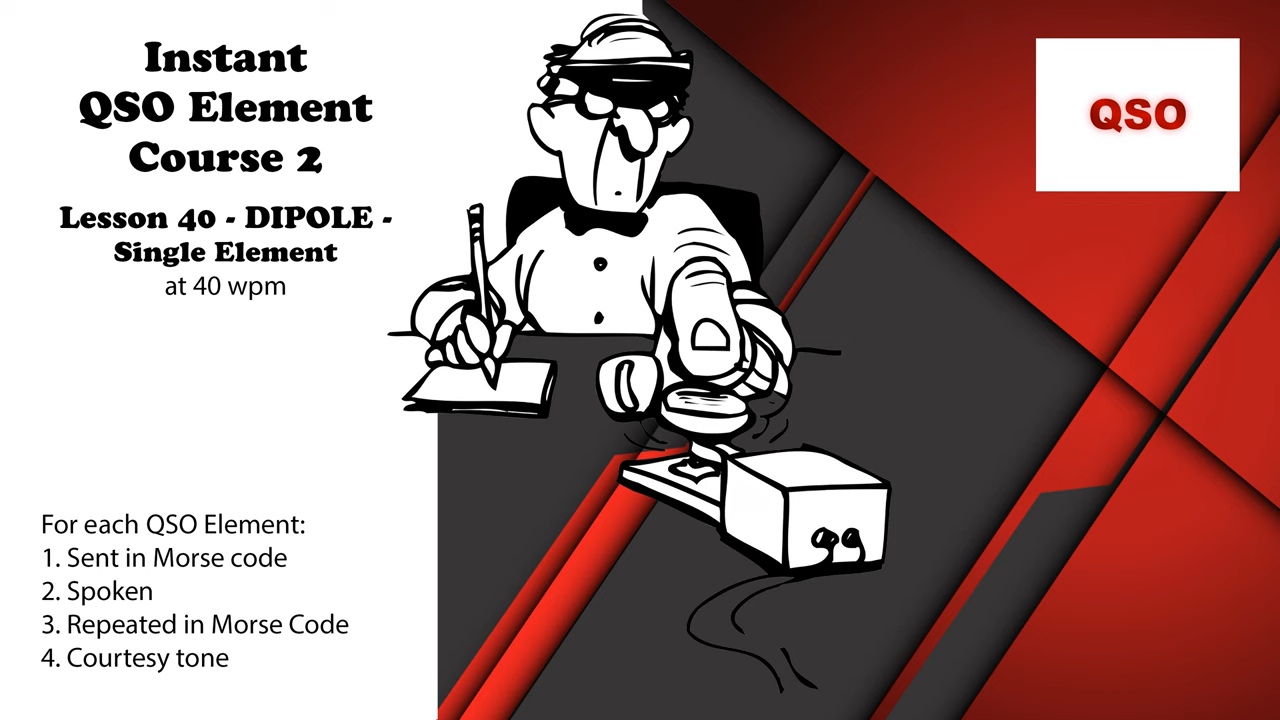 Instant
QSO Element
Course 2
Lesson 40 - DIPOLE -
Single Element
at 40 wpm
QSO
For each QSO Element:
1. Sent in Morse code
2. Spoken
3. Repeated in Morse Code
4. Courtesy tone